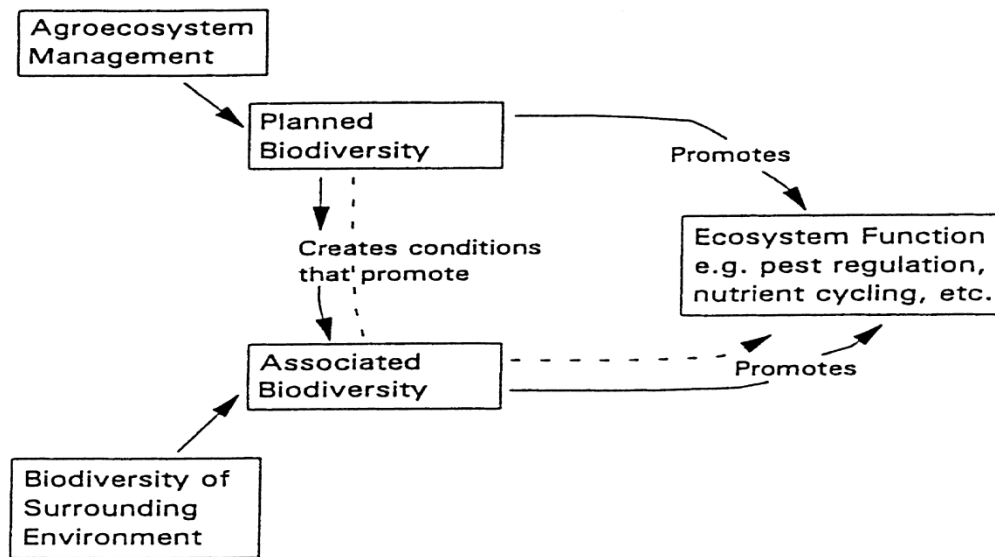 Agroecosystem
Management
Planned
Biodiversity
Promotes
Creates conditions
that promote
Ecosystem Function
e.g. pest regulation,
nutrient cycling, etc.
Associated
Biodiversity
Promotes
Biodiversity of
Surrounding
Environment